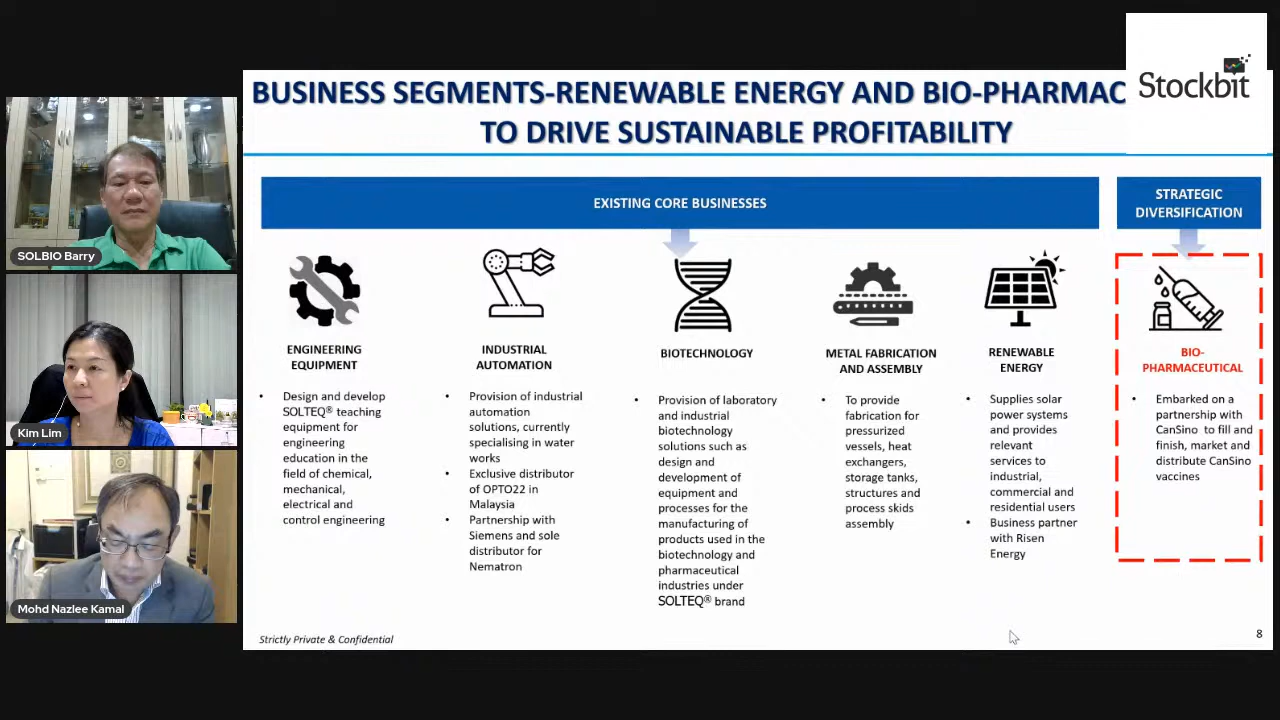 Stockbit
BUSINESS SEGMENTS-RENEWABLE ENERGY AND BIO-PHARMAC
TO DRIVE SUSTAINABLE PROFITABILITY
EXISTING CORE BUSINESSES
STRATEGIC
DIVERSIFICATION
ENGINEERING
EQUIPMENT
• Design and develop
SOLTEQ® teaching
equipment for
engineering
education in the
field of chemical,
mechanical,
electrical and
control engineering
INDUSTRIAL
AUTOMATION
• Provision of industrial
automation
solutions, currently
specialising in water
works
• Exclusive distributor
of OPTO22 in
Malaysia
• Partnership with
Siemens and sole
distributor for
Nematron
BIOTECHNOLOGY
• Provision of laboratory
and industrial
biotechnology
solutions such as
design and
development of
equipment and
processes for the
manufacturing of
products used in the
biotechnology and
pharmaceutical
industries under
SOLTEQ® brand
METAL FABRICATION
AND ASSEMBLY
• To provide
fabrication for
pressurized
vessels, heat
exchangers,
storage tanks,
structures and
process skids
assembly
RENEWABLE
ENERGY
• Supplies solar
power systems
and provides
relevant
services to
industrial,
commercial and
residential users
• Business partner
with Risen
Energy
BIO-
PHARMACEUTICAL
• Embarked on a
partnership with
CanSino to fill and
finish, market and
distribute CanSino
vaccines
Strictly Private & Confidential
8
SOLBIO Barry
Kim Lim
Mohd Nazlee Kamal